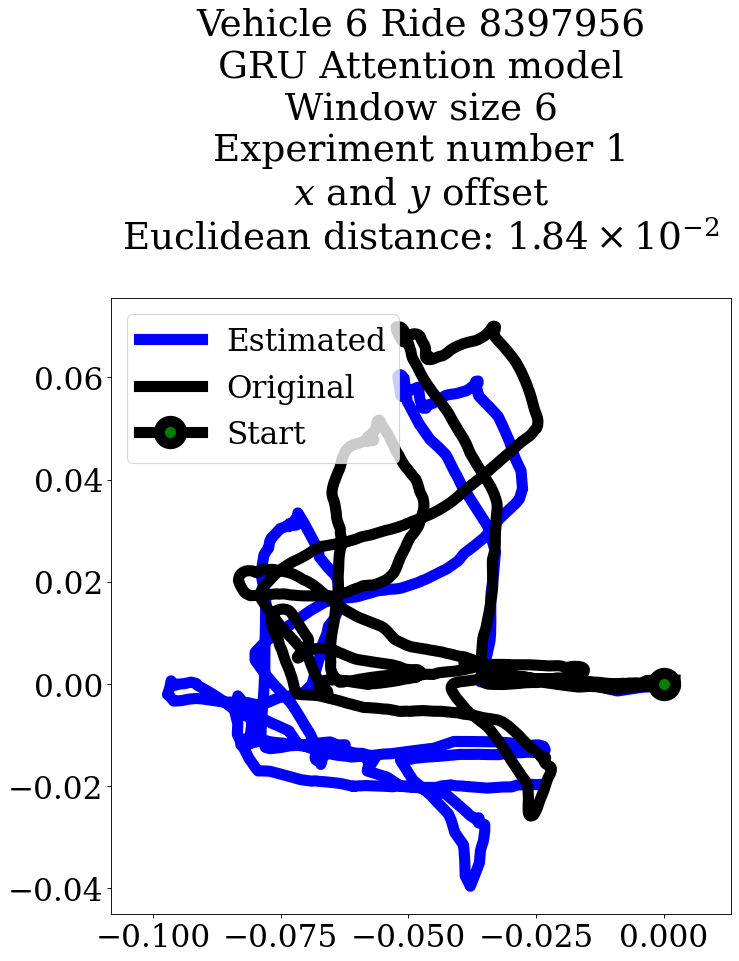 Vehicle 6 Ride 8397956
GRU Attention model
Window size 6
Experiment number 1
x and y offset
Euclidean distance: 1.84 × 10⁻²
Estimated
Original
Start
0.06
0.04
0.02
0.00
−0.02
−0.04
−0.100 −0.075 −0.050 −0.025 0.000